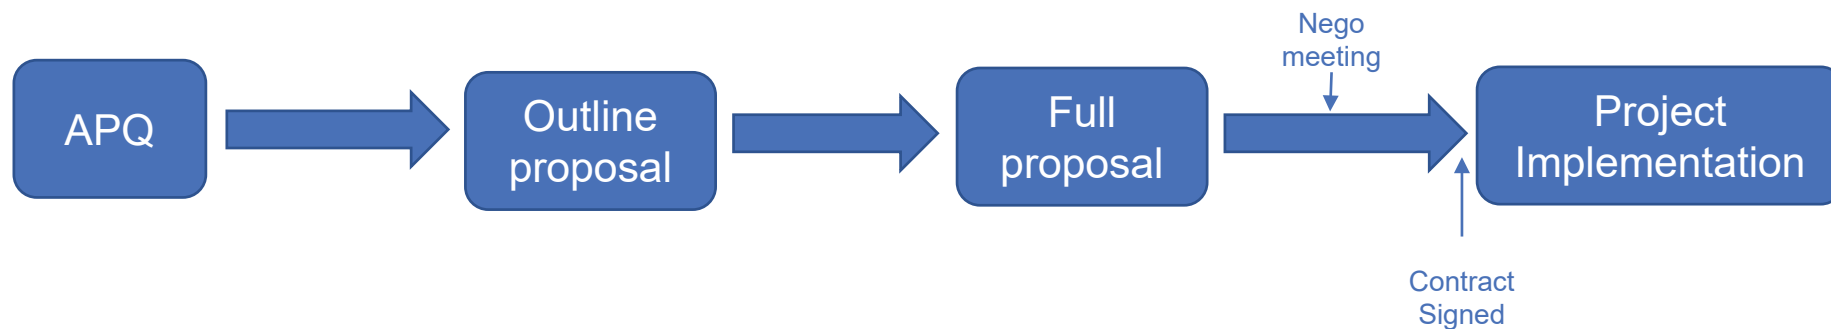 APQ
Outline
proposal
Full
proposal
Nego
meeting
Project
Implementation
Contract
Signed